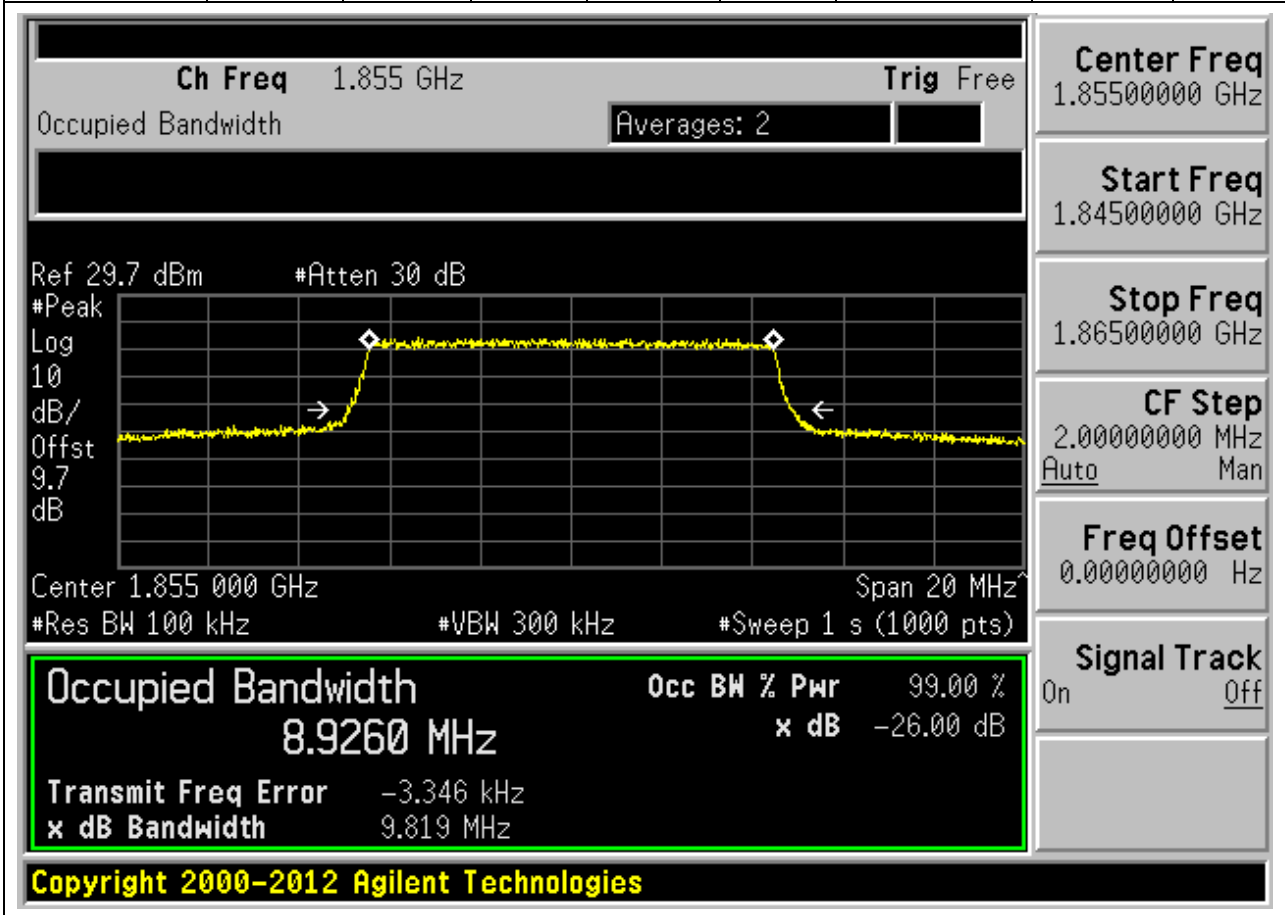 Ch Freq 1.855 GHz Trig Free
Occupied Bandwidth Averages: 2
Ref 29.7 dBm #Atten 30 dB
#Peak
Log
10
dB/
Offst
9.7
dB
Center 1.855 000 GHz Span 20 MHz^
#Res BW 100 kHz #VBW 300 kHz #Sweep 1 s (1000 pts)
Occupied Bandwidth Occ BW % Pwr 99.00 %
8.9260 MHz x dB -26.00 dB
Transmit Freq Error -3.346 kHz
x dB Bandwidth 9.819 MHz
Copyright 2000-2012 Agilent Technologies
Center Freq
1.85500000 GHz
Start Freq
1.84500000 GHz
Stop Freq
1.86500000 GHz
CF Step
2.00000000 MHz
Auto Man
Freq Offset
0.00000000 Hz
Signal Track
On Off